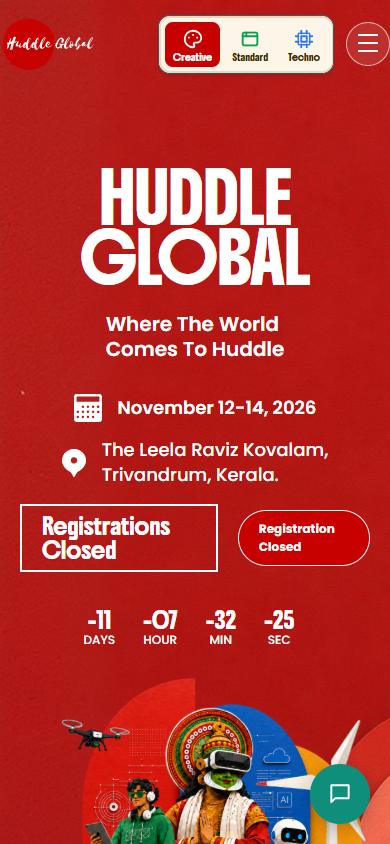 Huddle Global
Creative
Standard
Techno
HUDDLE
GLOBAL
Where The World
Comes To Huddle
November 12-14, 2026
The Leela Raviz Kovalam,
Trivandrum, Kerala.
Registrations
Closed
Registration
Closed
-11 -07 -32 -25
DAYS HOUR MIN SEC
AI